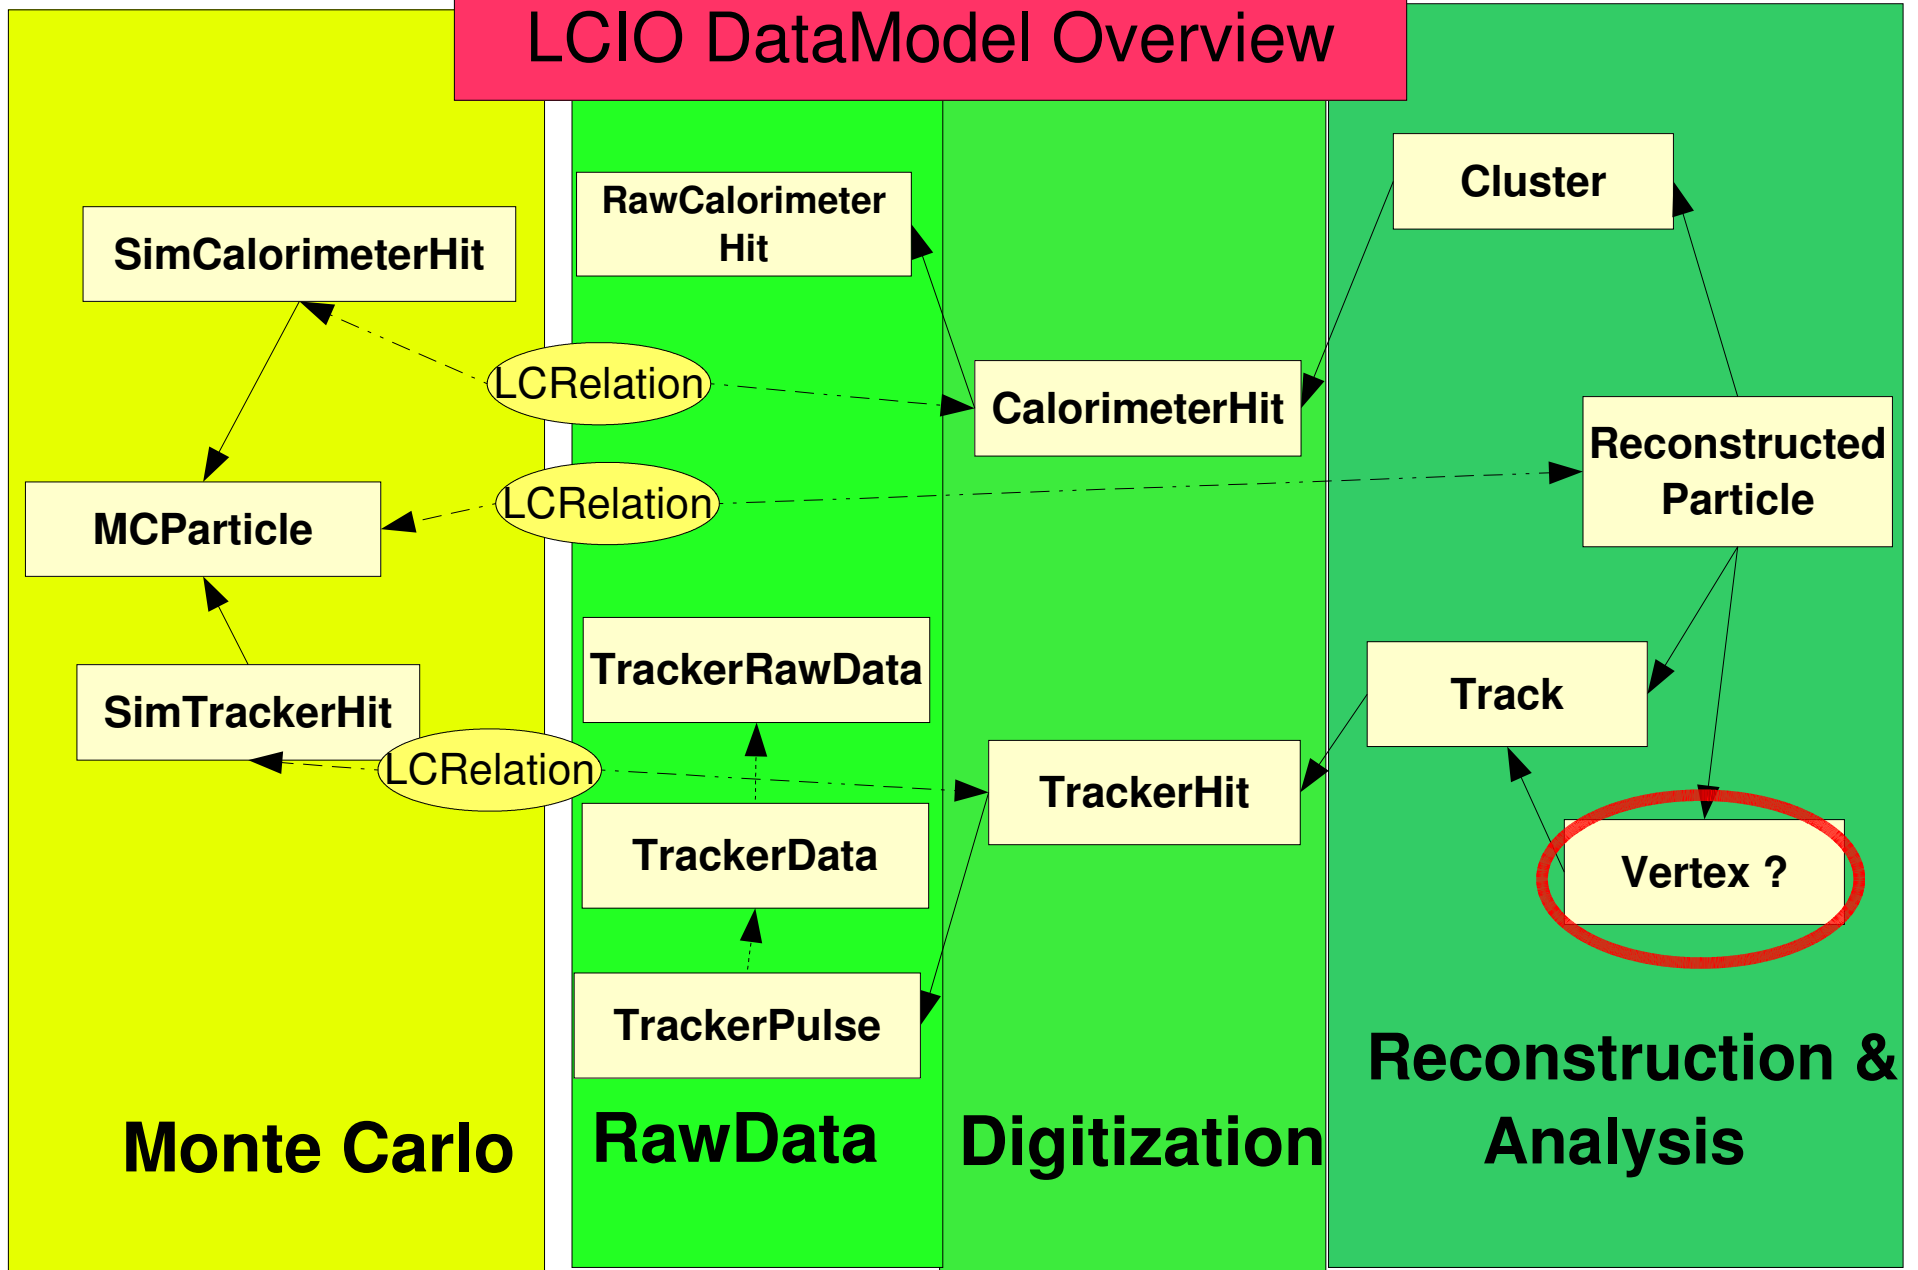 LCIO DataModel Overview
SimCalorimeterHit
MCParticle
SimTrackerHit
Monte Carlo
LCRelation
LCRelation
LCRelation
RawCalorimeter
Hit
TrackerRawData
TrackerData
TrackerPulse
RawData
CalorimeterHit
TrackerHit
Digitization
Cluster
Reconstructed
Particle
Track
Vertex ?
Reconstruction &
Analysis